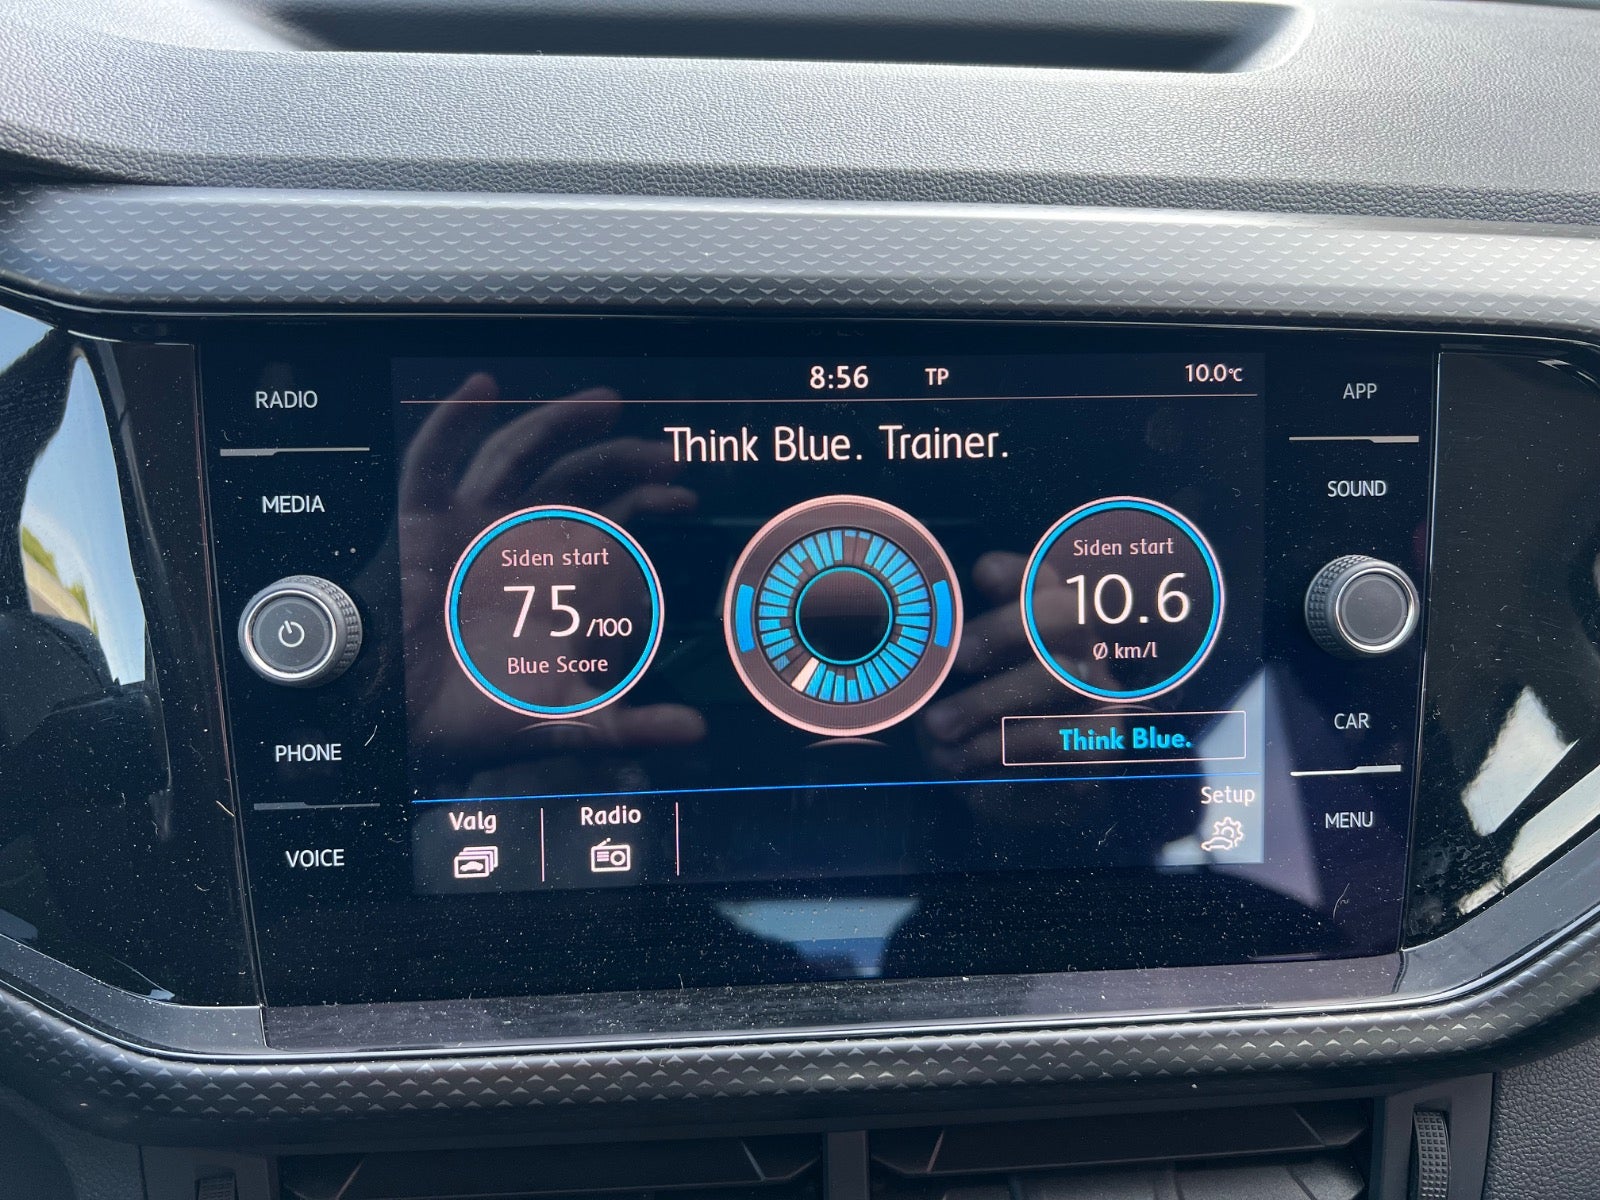 8:56 TP 10.0°C
Think Blue. Trainer.
Siden start
75/100
Blue Score
Siden start
10.6
Ø km/l
Think Blue.
Valg
Radio
Setup
RADIO
MEDIA
PHONE
VOICE
APP
SOUND
CAR
MENU